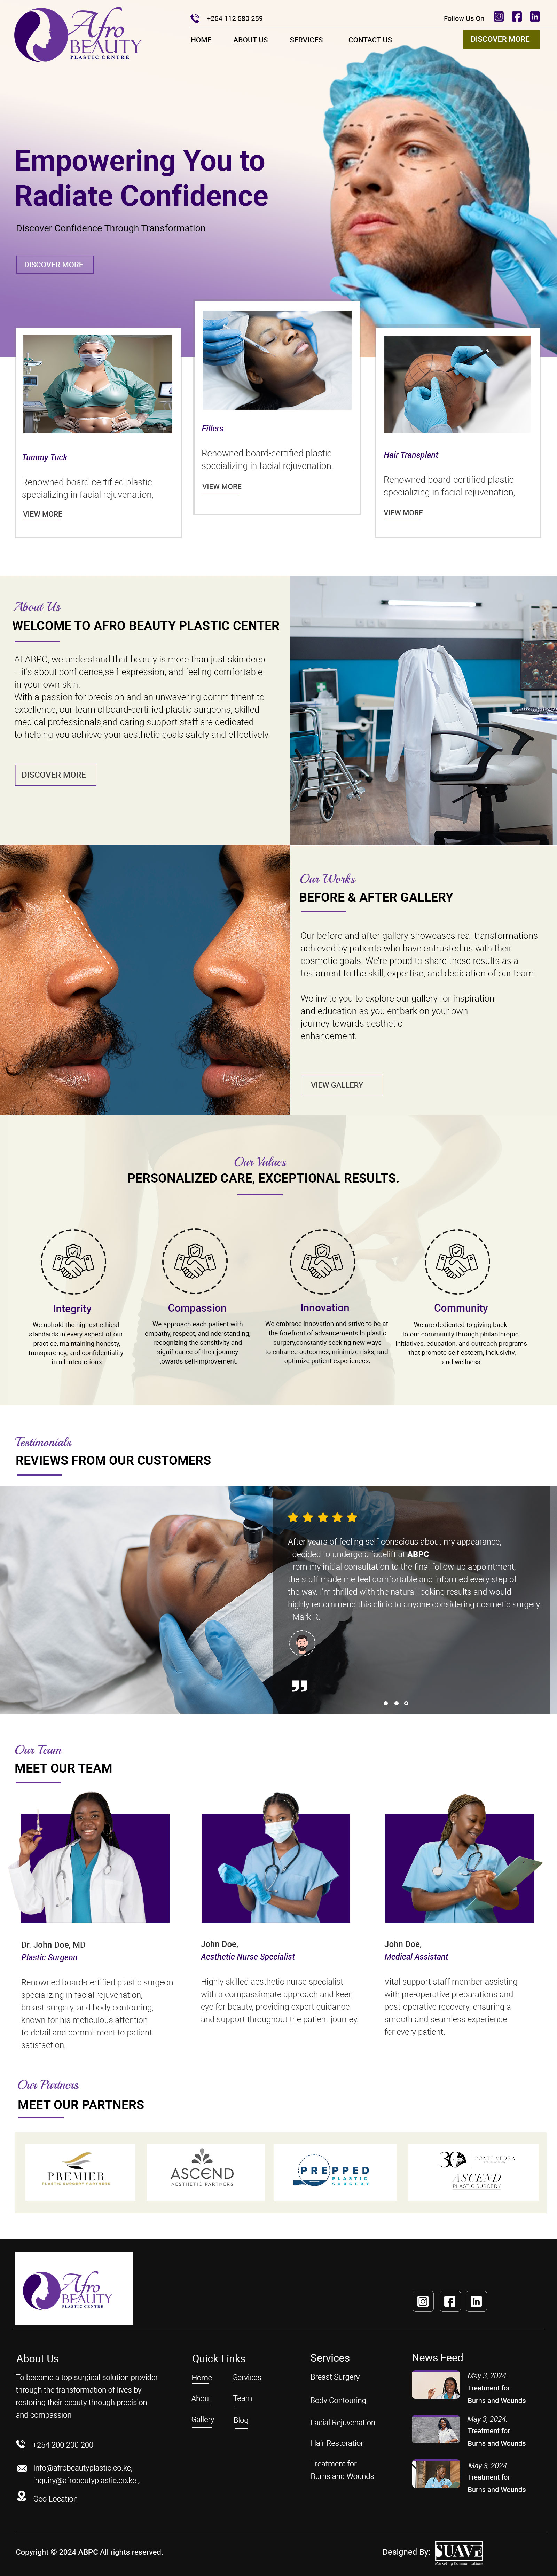 Afro
BEAUTY
PLASTIC CENTRE
+254 112 580 259
Follow Us On
HOME
ABOUT US
SERVICES
CONTACT US
DISCOVER MORE
Empowering You to
Radiate Confidence
Discover Confidence Through Transformation
DISCOVER MORE
Tummy Tuck
Renowned board-certified plastic
specializing in facial rejuvenation,
VIEW MORE
Fillers
Renowned board-certified plastic
specializing in facial rejuvenation,
VIEW MORE
Hair Transplant
Renowned board-certified plastic
specializing in facial rejuvenation,
VIEW MORE
About Us
WELCOME TO AFRO BEAUTY PLASTIC CENTER
At ABPC, we understand that beauty is more than just skin deep
—it's about confidence,self-expression, and feeling comfortable
in your own skin.
With a passion for precision and an unwavering commitment to
excellence, our team ofboard-certified plastic surgeons, skilled
medical professionals,and caring support staff are dedicated
to helping you achieve your aesthetic goals safely and effectively.
DISCOVER MORE
Our Works
BEFORE & AFTER GALLERY
Our before and after gallery showcases real transformations
achieved by patients who have entrusted us with their
cosmetic goals. We're proud to share these results as a
testament to the skill, expertise, and dedication of our team.
We invite you to explore our gallery for inspiration
and education as you embark on your own
journey towards aesthetic
enhancement.
VIEW GALLERY
Our Values
PERSONALIZED CARE, EXCEPTIONAL RESULTS.
Integrity
We uphold the highest ethical
standards in every aspect of our
practice, maintaining honesty,
transparency, and confidentiality
in all interactions
Compassion
We approach each patient with
empathy, respect, and nderstanding,
recognizing the sensitivity and
significance of their journey
towards self-improvement.
Innovation
We embrace innovation and strive to be at
the forefront of advancements In plastic
surgery,constantly seeking new ways
to enhance outcomes, minimize risks, and
optimize patient experiences.
Community
We are dedicated to giving back
to our community through philanthropic
initiatives, education, and outreach programs
that promote self-esteem, inclusivity,
and wellness.
Testimonials
REVIEWS FROM OUR CUSTOMERS
After years of feeling self-conscious about my appearance,
I decided to undergo a facelift at ABPC
From my initial consultation to the final follow-up appointment,
the staff made me feel comfortable and informed every step of
the way. I'm thrilled with the natural-looking results and would
highly recommend this clinic to anyone considering cosmetic surgery.
- Mark R.
Our Team
MEET OUR TEAM
Dr. John Doe, MD
Plastic Surgeon
Renowned board-certified plastic surgeon
specializing in facial rejuvenation,
breast surgery, and body contouring,
known for his meticulous attention
to detail and commitment to patient
satisfaction.
John Doe,
Aesthetic Nurse Specialist
Highly skilled aesthetic nurse specialist
with a compassionate approach and keen
eye for beauty, providing expert guidance
and support throughout the patient journey.
John Doe,
Medical Assistant
Vital support staff member assisting
with pre-operative preparations and
post-operative recovery, ensuring a
smooth and seamless experience
for every patient.
Our Partners
MEET OUR PARTNERS
PREMIER
PLASTIC SURGERY PARTNERS
ASCEND
AESTHETIC PARTNERS
PREPPED
PLASTIC
SURGERY
30
PONTE VEDRA
ASCEND
PLASTIC SURGERY
Afro
BEAUTY
PLASTIC CENTRE
About Us
To become a top surgical solution provider
through the transformation of lives by
restoring their beauty through precision
and compassion
+254 200 200 200
info@afrobeautyplastic.co.ke,
inquiry@afrobeutyplastic.co.ke ,
Geo Location
Quick Links
Home
Services
About
Team
Gallery
Blog
Services
Breast Surgery
Body Contouring
Facial Rejuvenation
Hair Restoration
Treatment for
Burns and Wounds
News Feed
May 3, 2024.
Treatment for
Burns and Wounds
May 3, 2024.
Treatment for
Burns and Wounds
May 3, 2024.
Treatment for
Burns and Wounds
Copyright © 2024 ABPC All rights reserved.
Designed By:
SUAVE
Marketing Communications